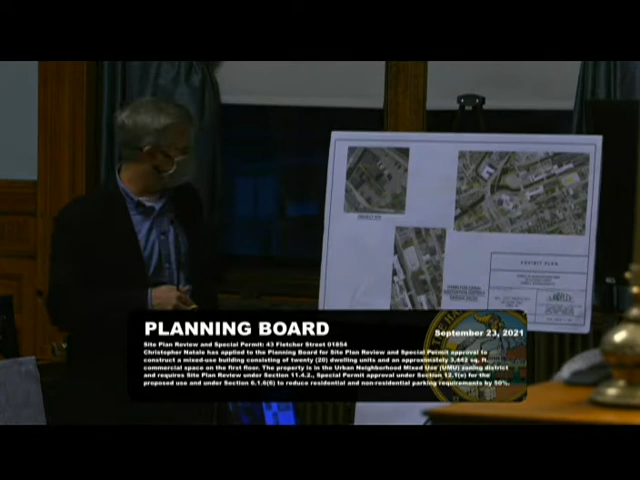 EXHIBIT PLAN
PLANNING BOARD
September 23, 2021
Site Plan Review and Special Permit: 43 Fletcher Street 01854
Christopher Natale has applied to the Planning Board for Site Plan Review and Special Permit approval to
construct a mixed-use building consisting of twenty (20) dwelling units and an approximately 3,442 sq. ft.
commercial space on the first floor. The property is in the Urban Neighborhood Mixed Use (UMU) zoning district
and requires Site Plan Review under Section 11.4.2., Special Permit approval under Section 12.1(e) for the
proposed use and under Section 6.1.6(6) to reduce residential and non-residential parking requirements by 50%.